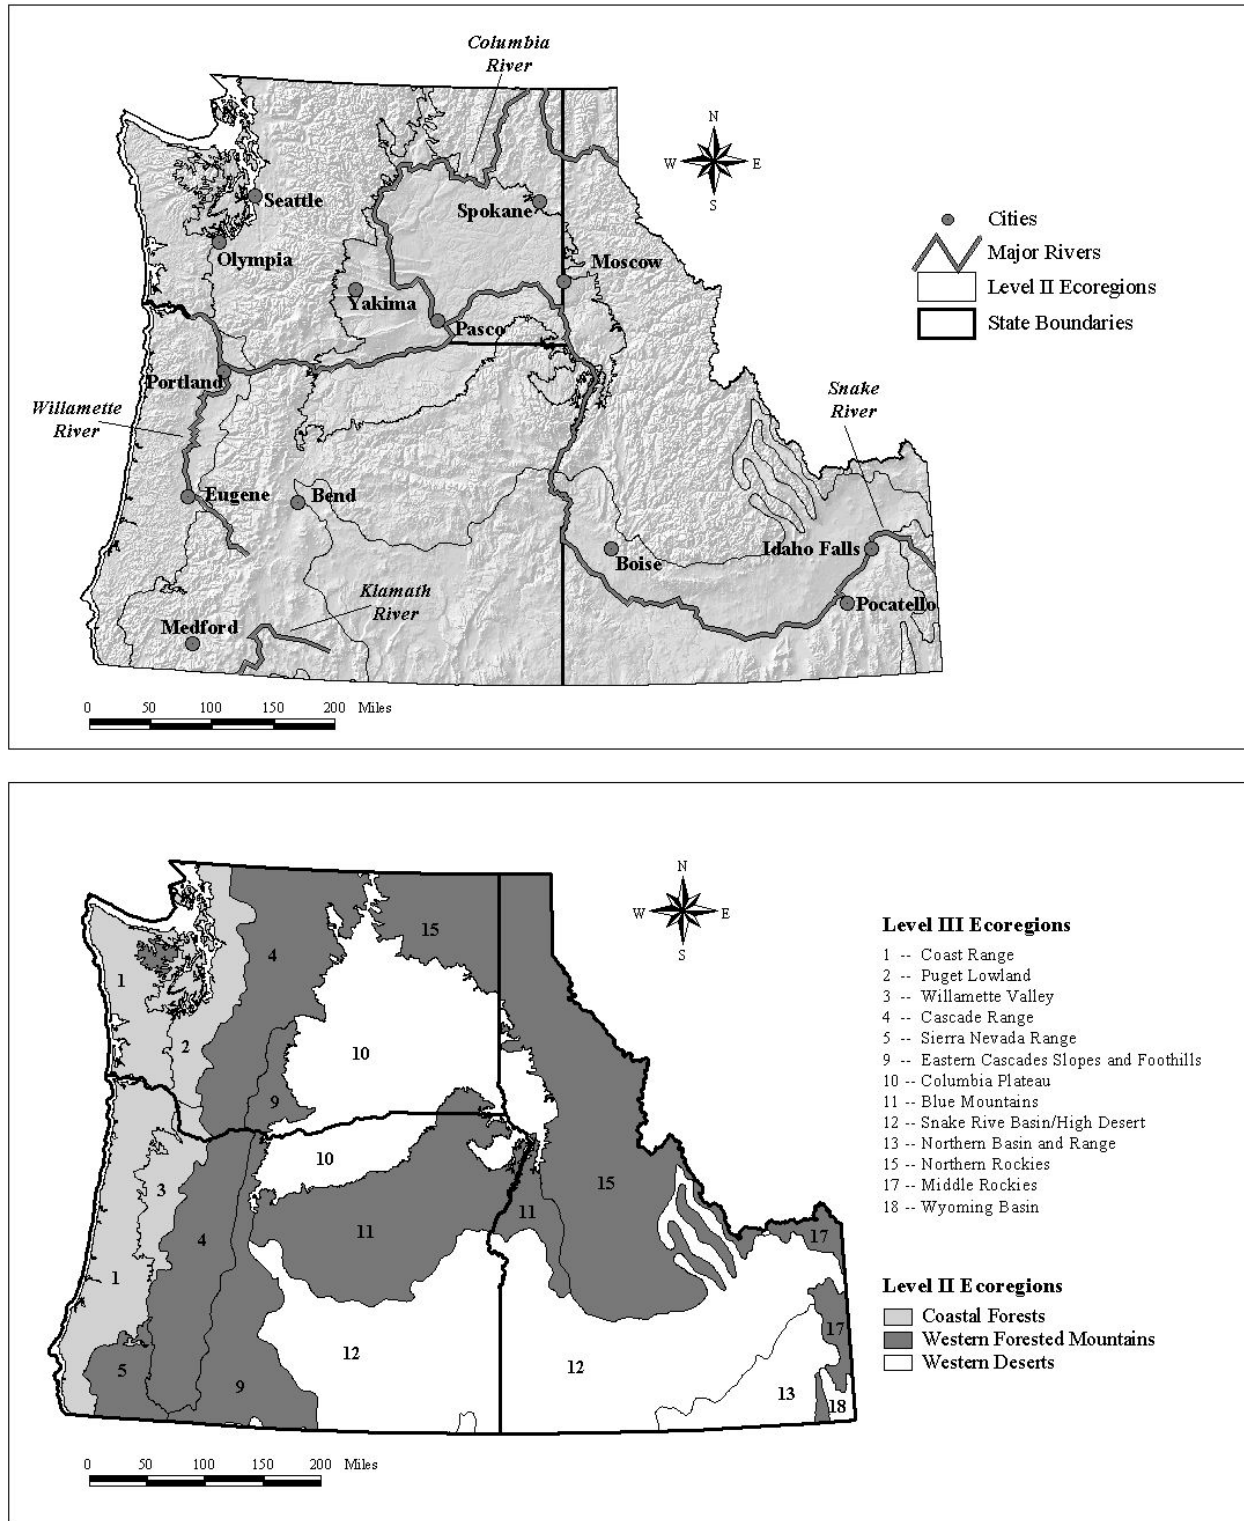 Columbia
River
N
W
E
S
Seattle
Spokane
Cities
Olympia
Moscow
Major Rivers
Yakima
Level II Ecoregions
Pasco
State Boundaries
Portland
Willamette
River
Snake
River
Eugene
Bend
Idaho Falls
Boise
Klamath
River
Pocatello
Medford
0 50 100 150 200 Miles
N
W
E
S
Level III Ecoregions
1 -- Coast Range
2 -- Puget Lowland
3 -- Willamette Valley
4 -- Cascade Range
5 -- Sierra Nevada Range
9 -- Eastern Cascades Slopes and Foothills
10 -- Columbia Plateau
11 -- Blue Mountains
12 -- Snake Rive Basin/High Desert
13 -- Northern Basin and Range
15 -- Northern Rockies
17 -- Middle Rockies
18 -- Wyoming Basin
Level II Ecoregions
Coastal Forests
Western Forested Mountains
Western Deserts
15
4
1
2
10
9
10
3
15
11
11
4
17
1
17
12
12
5
9
13
18
0 50 100 150 200 Miles